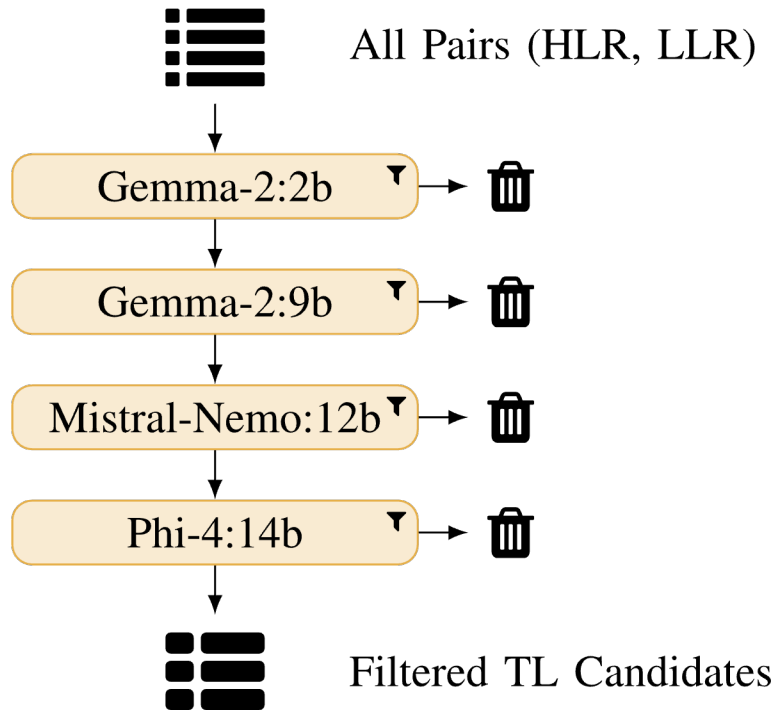 All Pairs (HLR, LLR)
Gemma-2:2b
Gemma-2:9b
Mistral-Nemo:12b
Phi-4:14b
Filtered TL Candidates